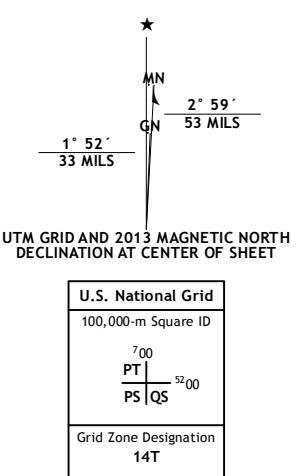 ★
MN
2° 59´
53 MILS
GN
1° 52´
33 MILS
UTM GRID AND 2013 MAGNETIC NORTH
DECLINATION AT CENTER OF SHEET
U.S. National Grid
100,000-m Square ID
⁷00
PT
⁵²00
PS QS
Grid Zone Designation
14T